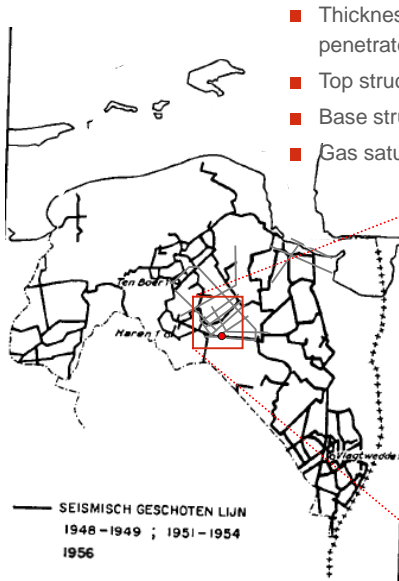 Thicknes
penetrate
Top struc
Base stru
Gas satu
Ten Boer 1
Haren 1
Vlagtwedde
SEISMISCH GESCHOTEN LIJN
1948-1949 ; 1951-1954
1956